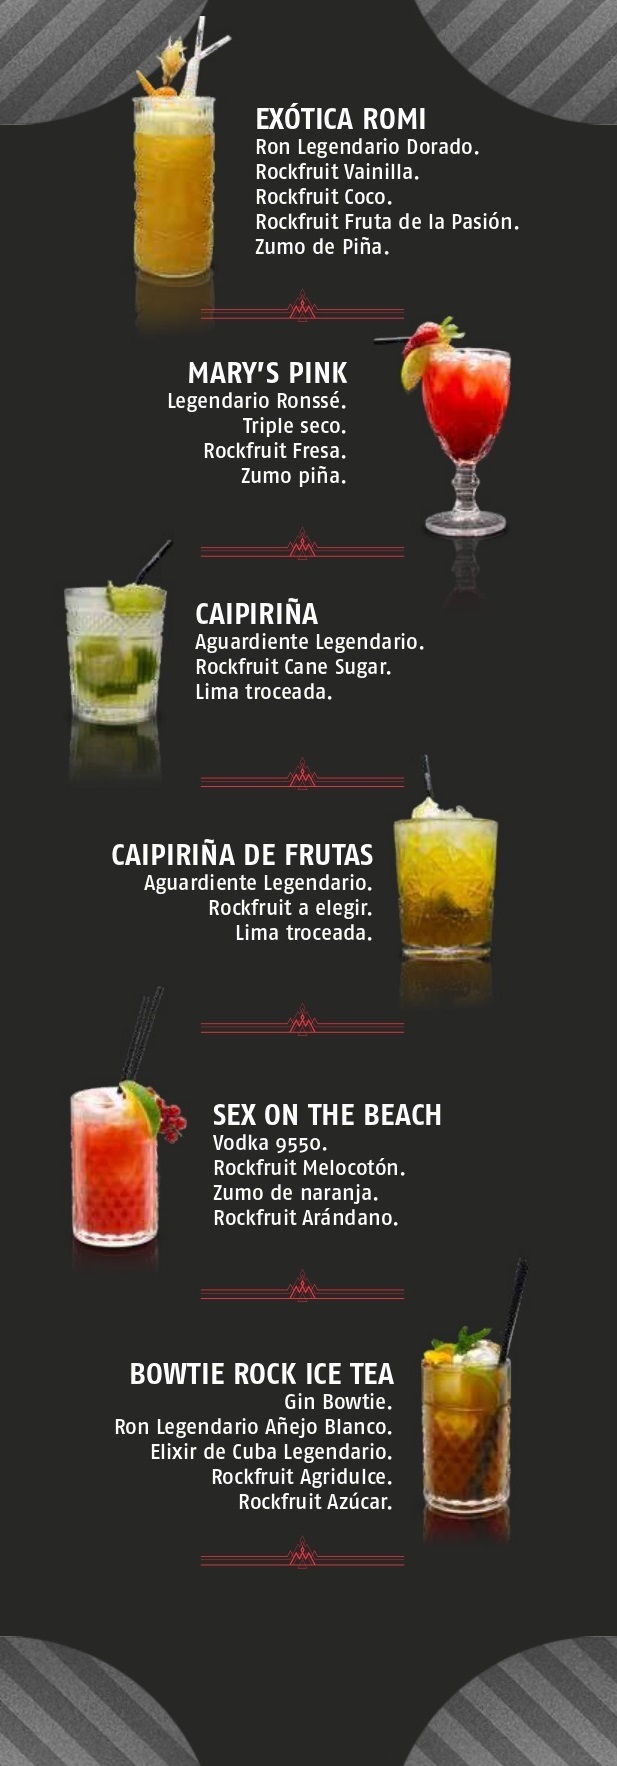 EXÓTICA ROMI
Ron Legendario Dorado.
Rockfruit Vainilla.
Rockfruit Coco.
Rockfruit Fruta de la Pasión.
Zumo de Piña.
MARY'S PINK
Legendario Ronssé.
Triple seco.
Rockfruit Fresa.
Zumo piña.
CAIPIRIÑA
Aguardiente Legendario.
Rockfruit Cane Sugar.
Lima troceada.
CAIPIRIÑA DE FRUTAS
Aguardiente Legendario.
Rockfruit a elegir.
Lima troceada.
SEX ON THE BEACH
Vodka 9550.
Rockfruit Melocotón.
Zumo de naranja.
Rockfruit Arándano.
BOWTIE ROCK ICE TEA
Gin Bowtie.
Ron Legendario Añejo Blanco.
Elixir de Cuba Legendario.
Rockfruit Agridulce.
Rockfruit Azúcar.